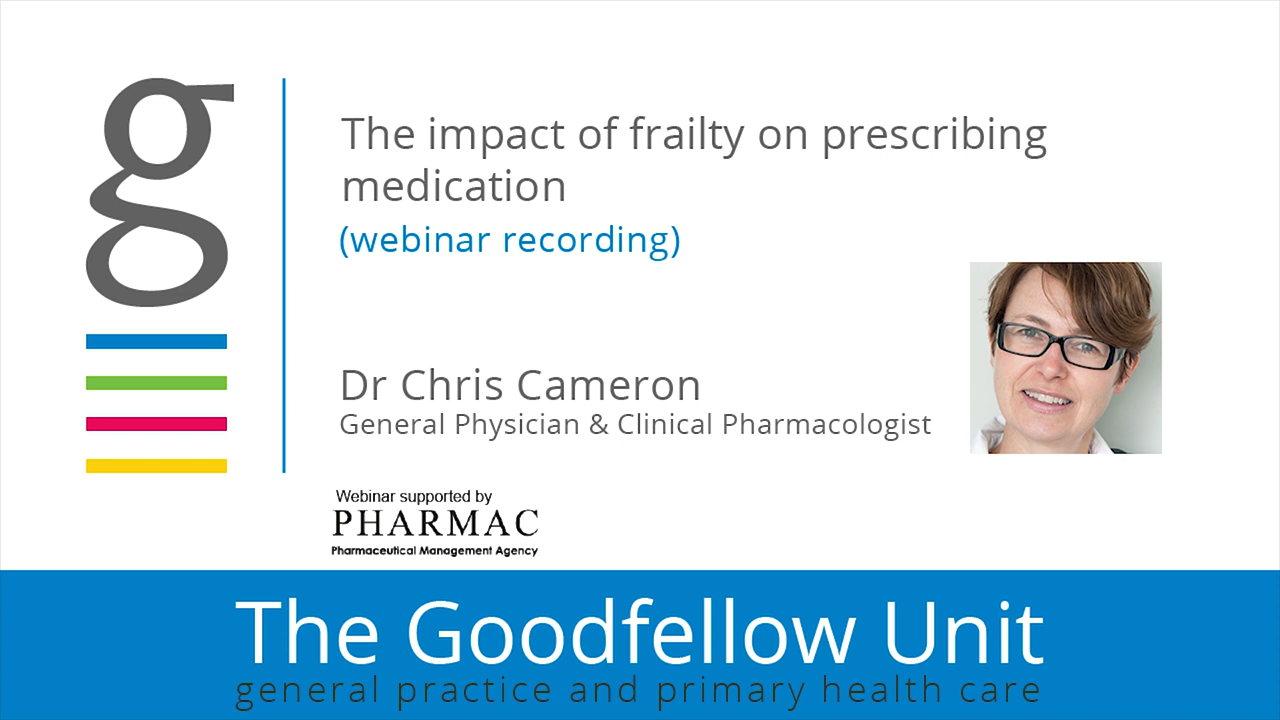 g
The impact of frailty on prescribing
medication
(webinar recording)
Dr Chris Cameron
General Physician & Clinical Pharmacologist
Webinar supported by
PHARMAC
Pharmaceutical Management Agency
The Goodfellow Unit
general practice and primary health care